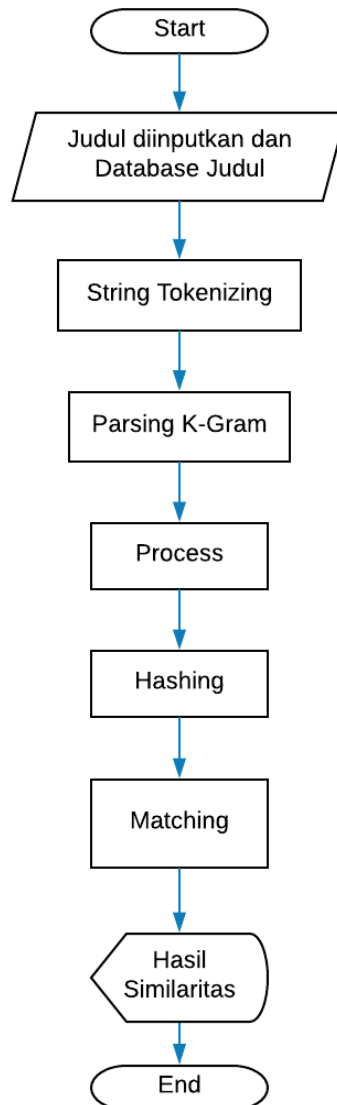 Start
Judul diinputkan dan
Database Judul
String Tokenizing
Parsing K-Gram
Process
Hashing
Matching
Hasil
Similaritas
End